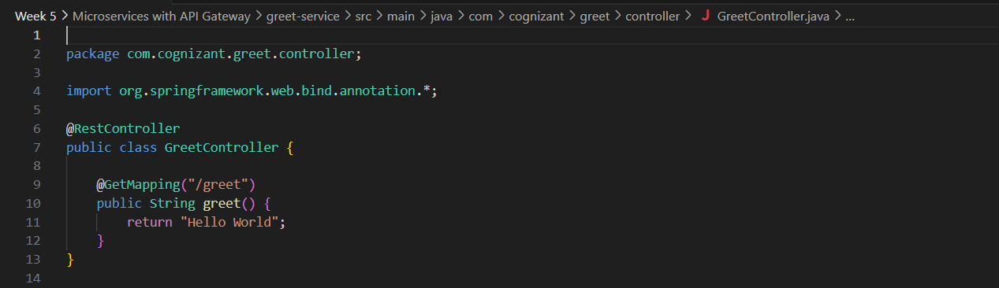 Week 5 > Microservices with API Gateway > greet-service > src > main > java > com > cognizant > greet > controller > J GreetController.java > ...
1
2 package com.cognizant.greet.controller;
3
4 import org.springframework.web.bind.annotation.*;
5
6 @RestController
7 public class GreetController {
8
9     @GetMapping("/greet")
10     public String greet() {
11         return "Hello World";
12     }
13 }
14